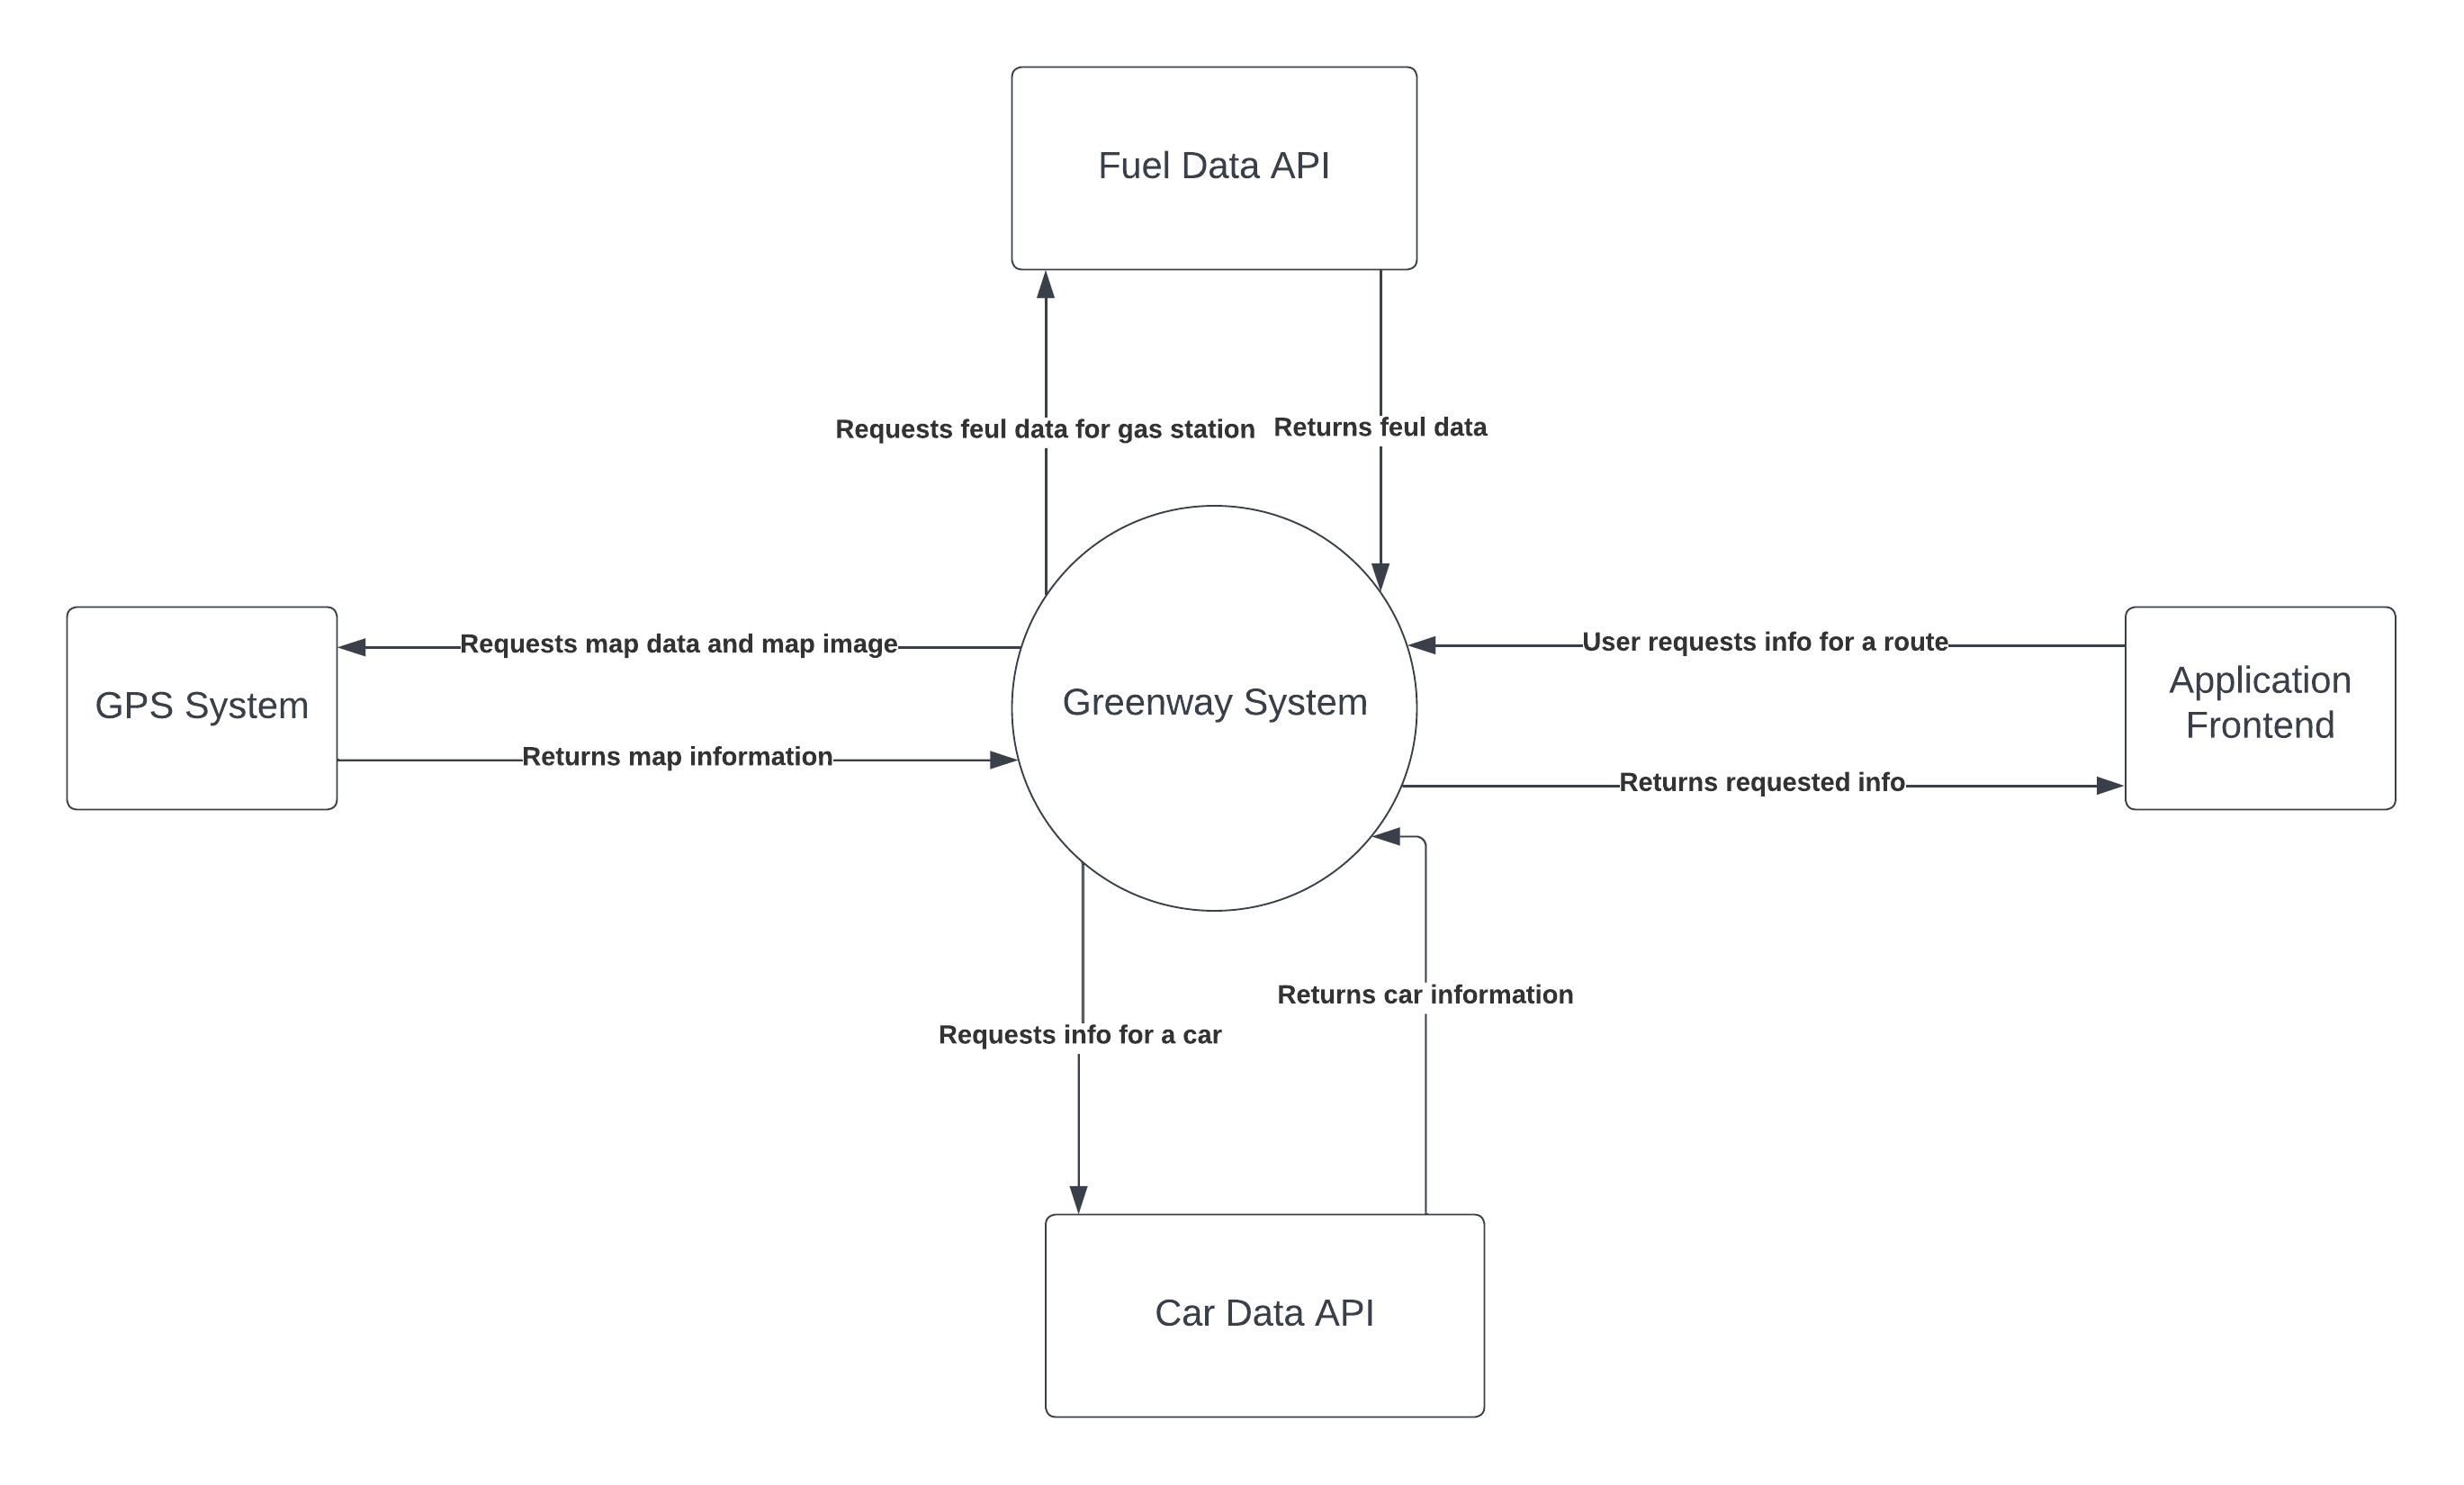 Fuel Data API
Requests feul data for gas station
Returns feul data
Requests map data and map image
User requests info for a route
GPS System
Greenway System
Application
Frontend
Returns map information
Returns requested info
Returns car information
Requests info for a car
Car Data API